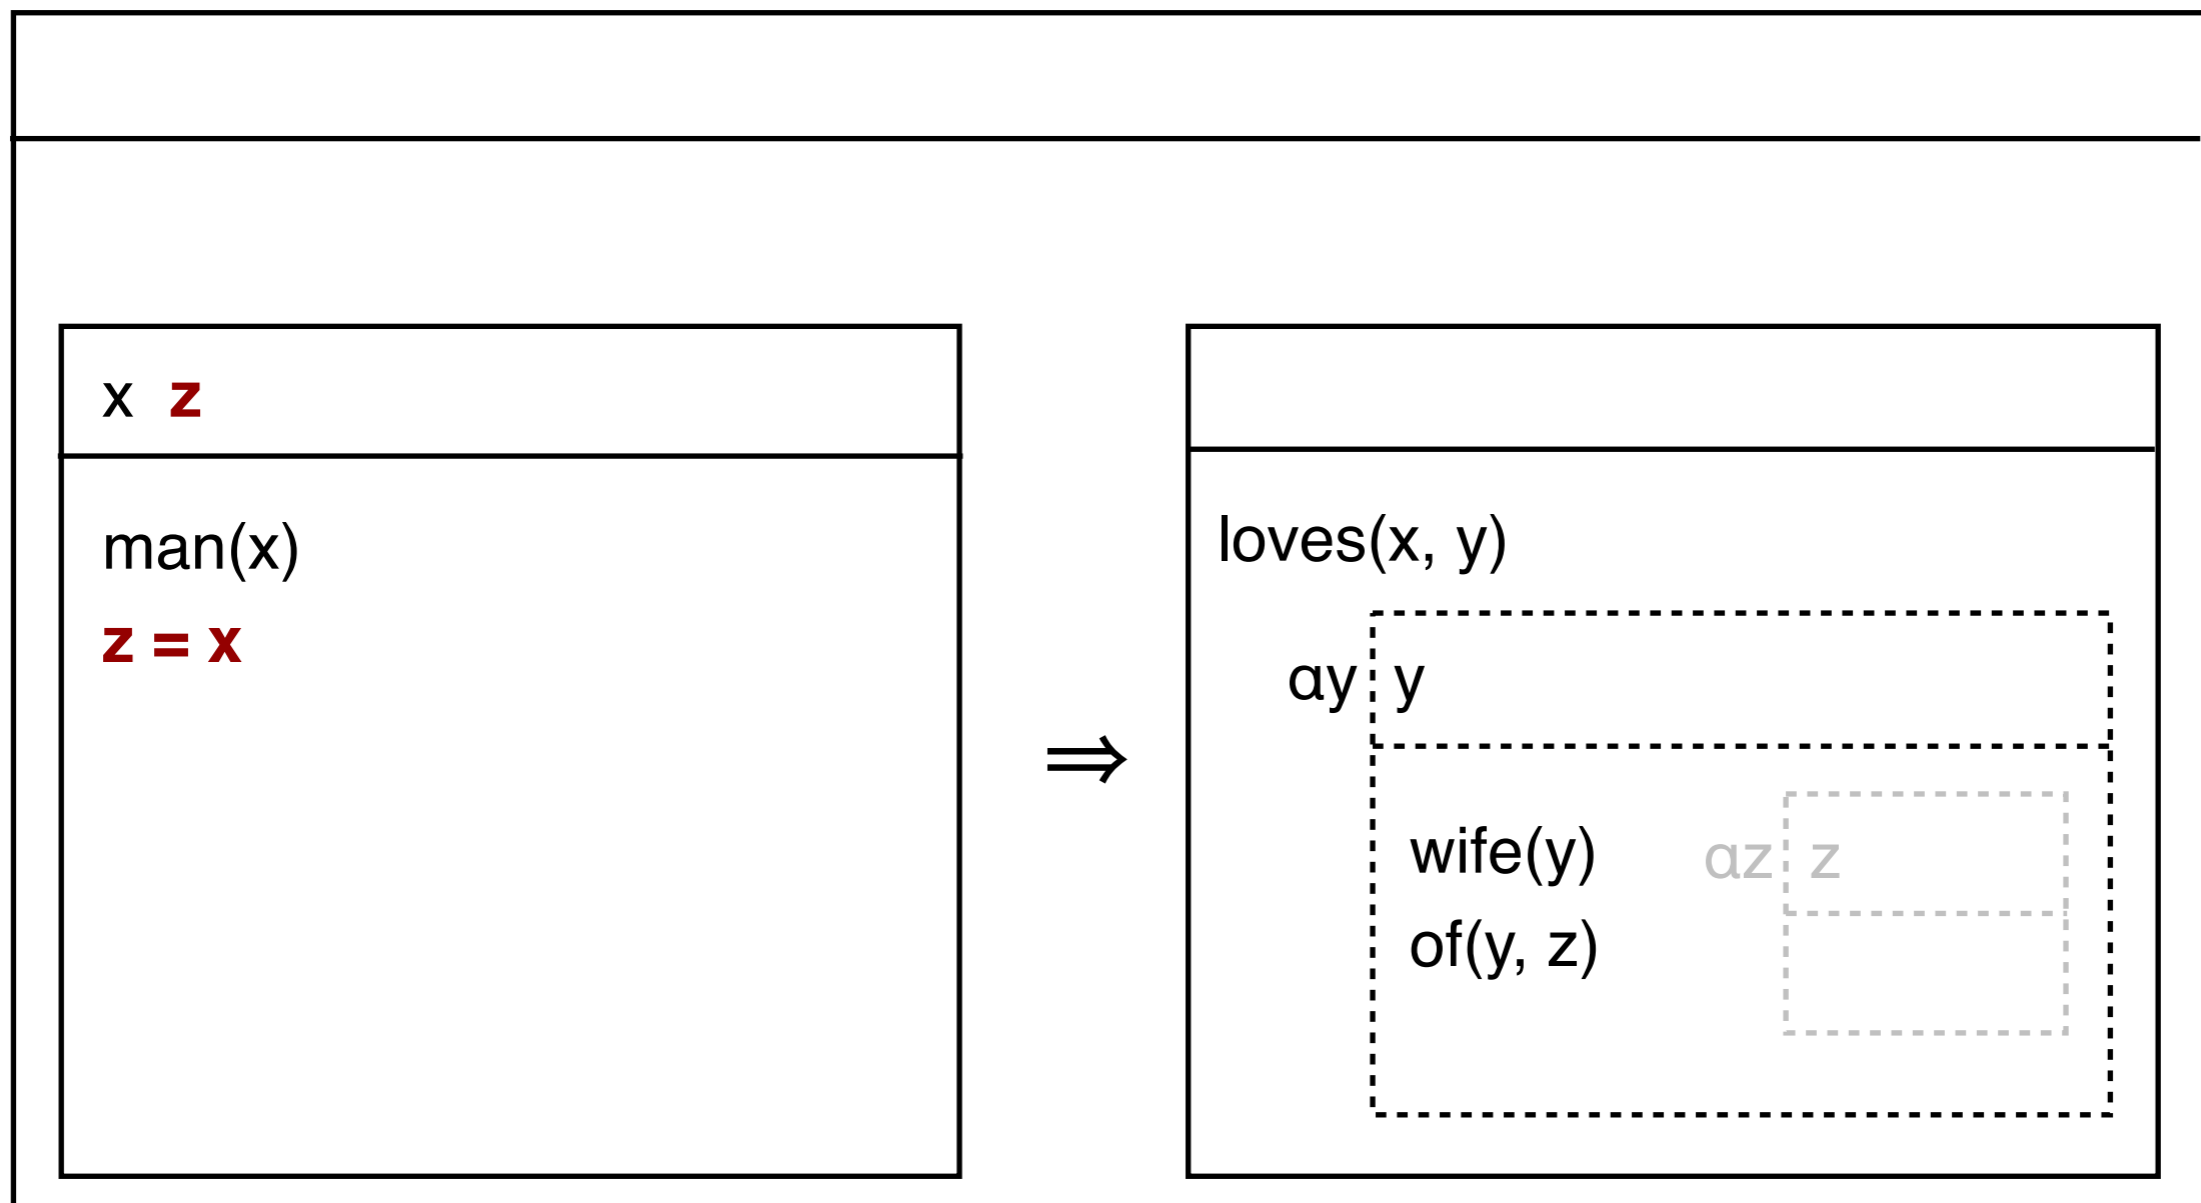 x z
man(x)
z = x
⇒
loves(x, y)
αy y
wife(y) αz z
of(y, z)